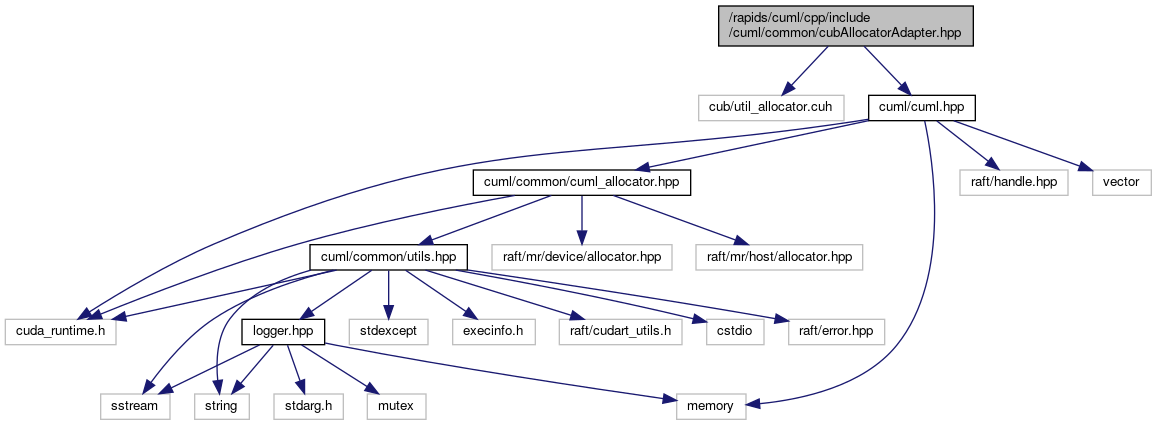 /rapids/cuml/cpp/include
/cuml/common/cubAllocatorAdapter.hpp
cub/util_allocator.cuh
cuml/cuml.hpp
cuml/common/cuml_allocator.hpp
raft/handle.hpp
vector
cuml/common/utils.hpp
raft/mr/device/allocator.hpp
raft/mr/host/allocator.hpp
cuda_runtime.h
logger.hpp
stdexcept
execinfo.h
raft/cudart_utils.h
cstdio
raft/error.hpp
sstream
string
stdarg.h
mutex
memory